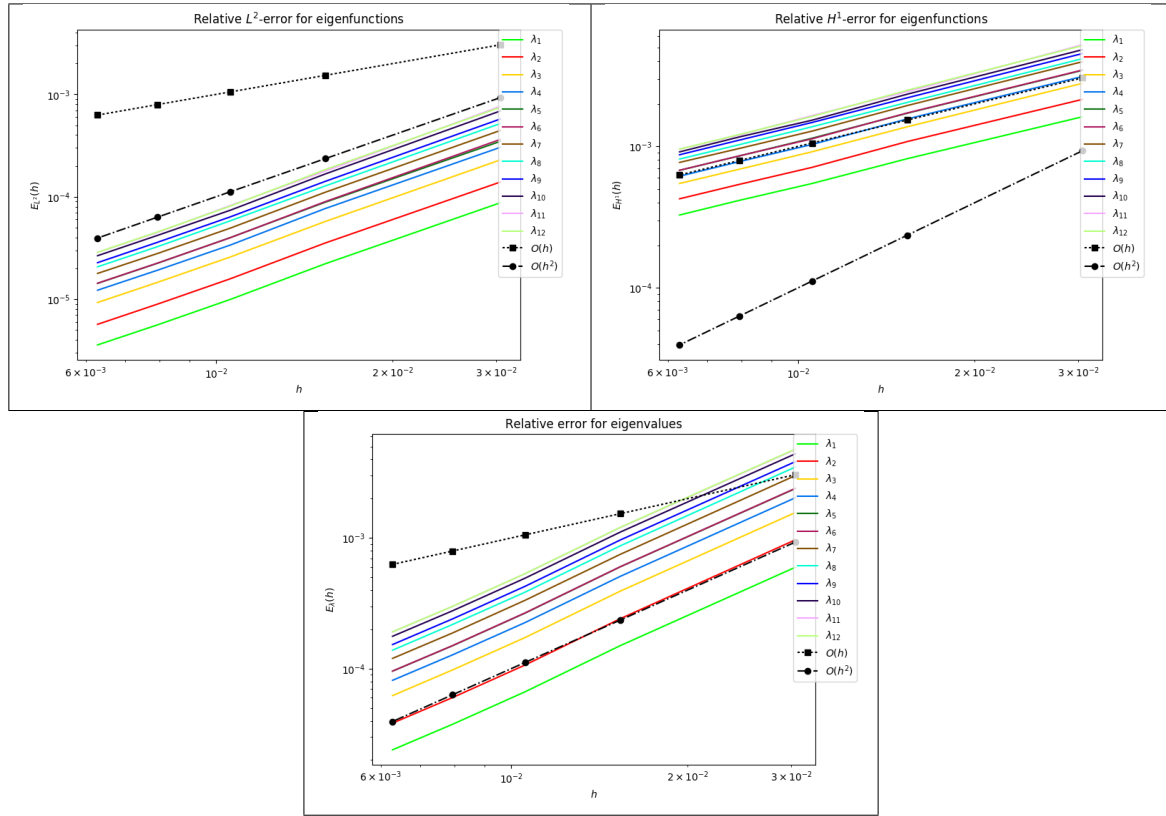 Relative $L^2$-error for eigenfunctions
$E_{L^2}(h)$
10⁻³
10⁻⁴
10⁻⁵
6 × 10⁻³
10⁻²
2 × 10⁻²
3 × 10⁻²
h
λ₁
λ₂
λ₃
λ₄
λ₅
λ₆
λ₇
λ₈
λ₉
λ₁₀
λ₁₁
λ₁₂
O(h)
O(h²)
Relative $H^1$-error for eigenfunctions
$E_{H^1}(h)$
10⁻³
10⁻⁴
6 × 10⁻³
10⁻²
2 × 10⁻²
3 × 10⁻²
h
λ₁
λ₂
λ₃
λ₄
λ₅
λ₆
λ₇
λ₈
λ₉
λ₁₀
λ₁₁
λ₁₂
O(h)
O(h²)
Relative error for eigenvalues
$E_λ(h)$
10⁻³
10⁻⁴
6 × 10⁻³
10⁻²
2 × 10⁻²
3 × 10⁻²
h
λ₁
λ₂
λ₃
λ₄
λ₅
λ₆
λ₇
λ₈
λ₉
λ₁₀
λ₁₁
λ₁₂
O(h)
O(h²)